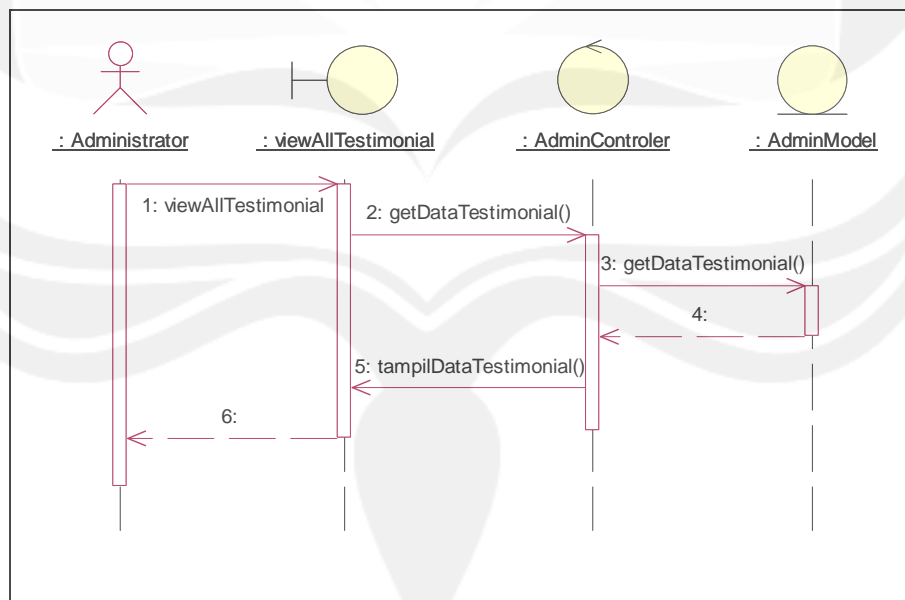 : Administrator
: viewAllTestimonial
: AdminControler
: AdminModel
1: viewAllTestimonial
2: getDataTestimonial()
3: getDataTestimonial()
4:
5: tampilDataTestimonial()
6: